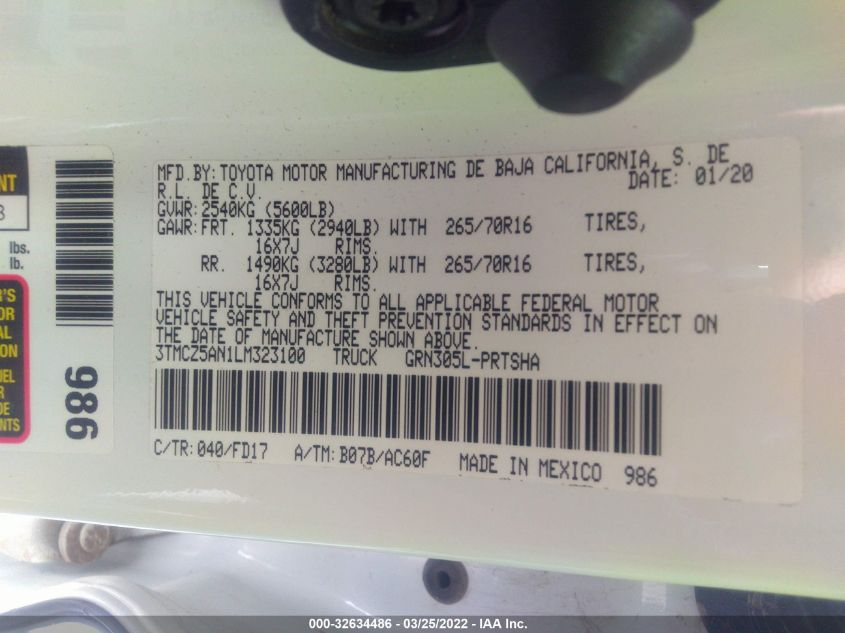 MFD.BY: TOYOTA MOTOR MANUFACTURING DE BAJA CALIFORNIA, S. DE
R.L. DE C.V. DATE: 01/20
GVWR: 2540KG (5600LB)
GAWR: FRT. 1335KG (2940LB) WITH 265/70R16 TIRES,
16X7J RIMS.
RR. 1490KG (3280LB) WITH 265/70R16 TIRES,
16X7J RIMS.
THIS VEHICLE CONFORMS TO ALL APPLICABLE FEDERAL MOTOR
VEHICLE SAFETY AND THEFT PREVENTION STANDARDS IN EFFECT ON
THE DATE OF MANUFACTURE SHOWN ABOVE.
3TMCZ5AN1LM323100 TRUCK GRN305L-PRTSHA
C/TR: 040/FD17 A/TM: B07B/AC60F MADE IN MEXICO 986
lbs.
lb.
986
000-32634486 - 03/25/2022 - IAA Inc.